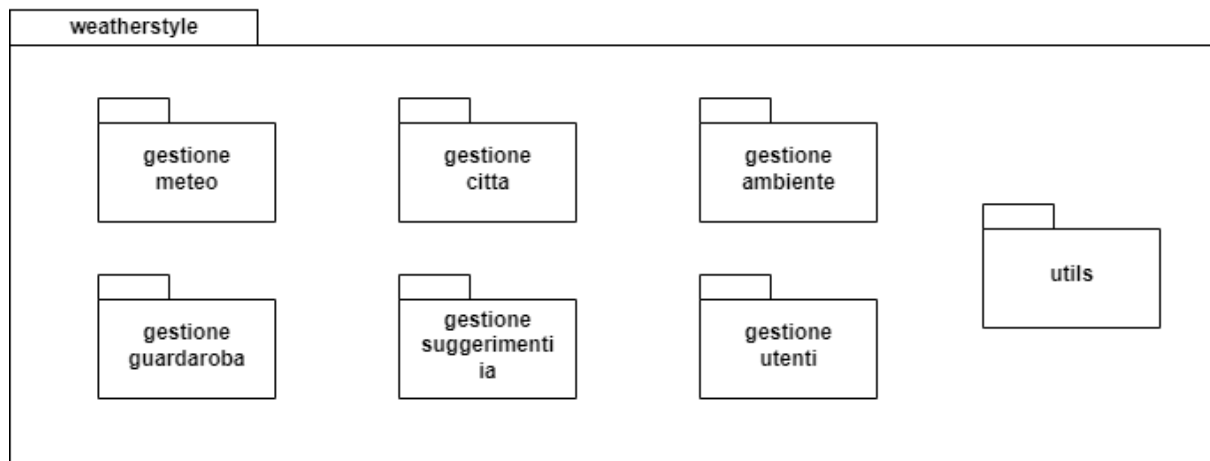 weatherstyle
gestione
meteo
gestione
citta
gestione
ambiente
utils
gestione
guardaroba
gestione
suggerimenti
ia
gestione
utenti